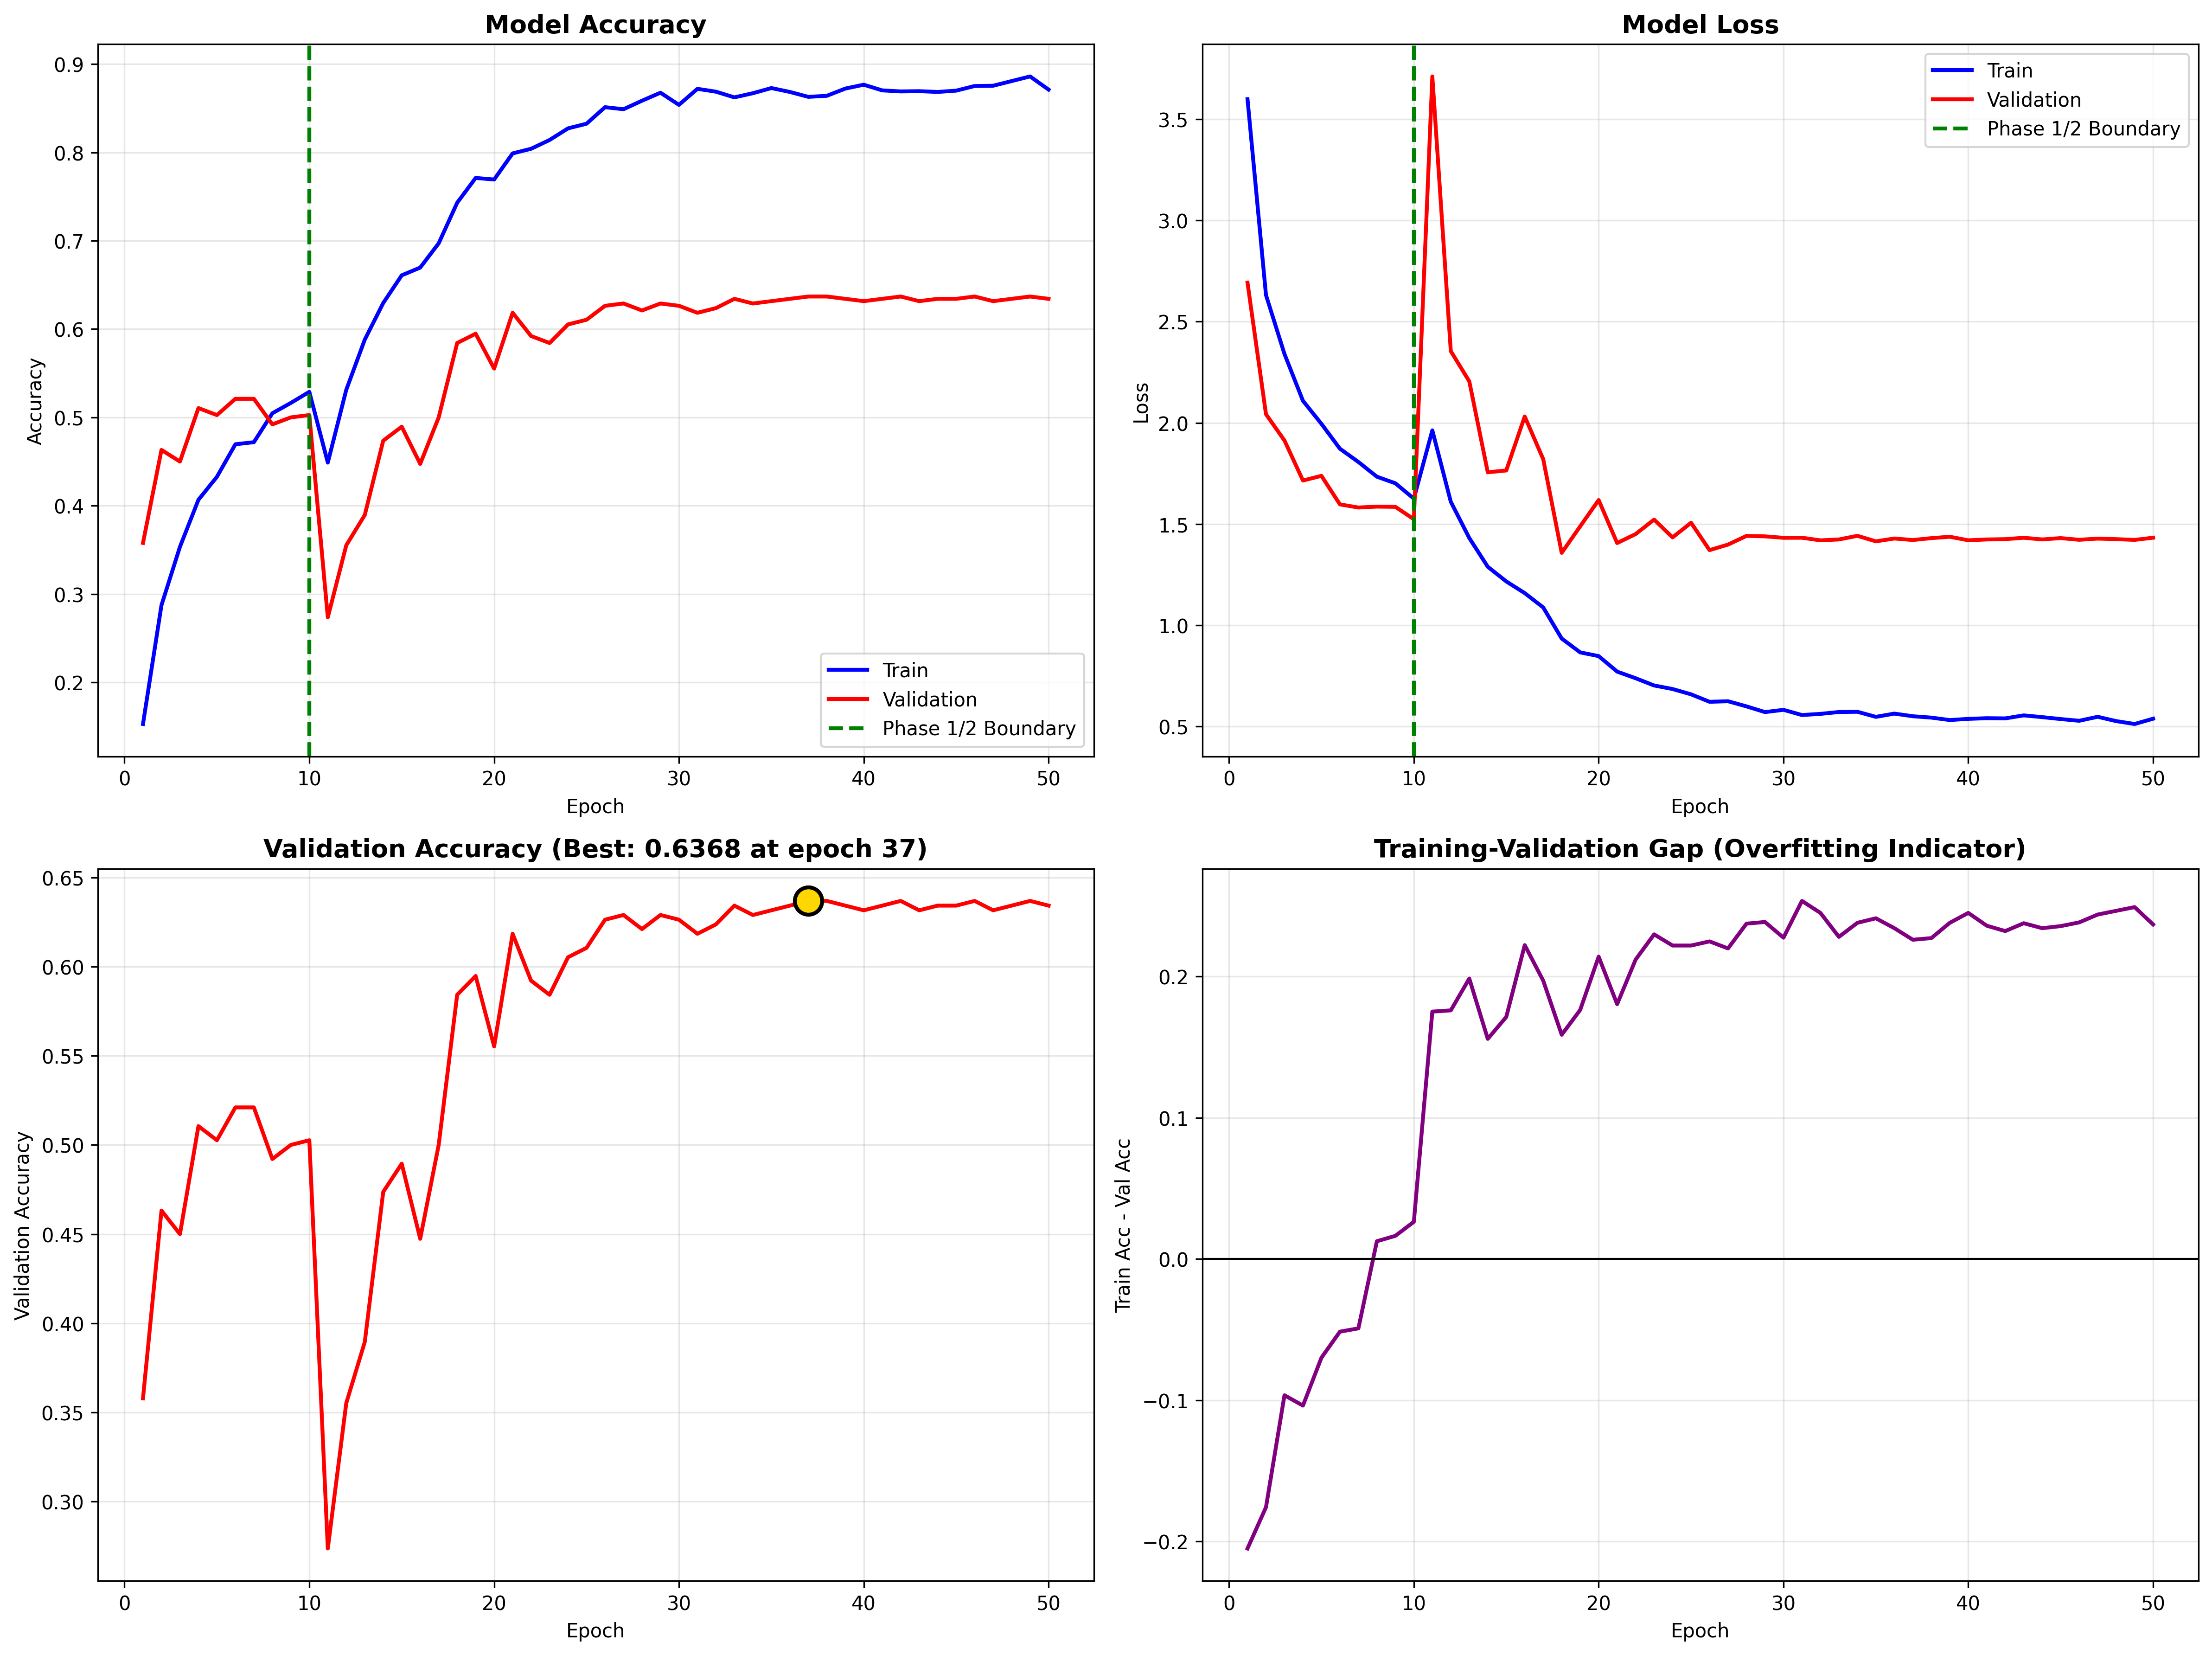 Model Accuracy
Accuracy
0.9
0.8
0.7
0.6
0.5
0.4
0.3
0.2
Train
Validation
Phase 1/2 Boundary
0 10 20 30 40 50
Epoch
Model Loss
Loss
3.5
3.0
2.5
2.0
1.5
1.0
0.5
Train
Validation
Phase 1/2 Boundary
0 10 20 30 40 50
Epoch
Validation Accuracy (Best: 0.6368 at epoch 37)
Validation Accuracy
0.65
0.60
0.55
0.50
0.45
0.40
0.35
0.30
0 10 20 30 40 50
Epoch
Training-Validation Gap (Overfitting Indicator)
Train Acc - Val Acc
0.2
0.1
0.0
−0.1
−0.2
0 10 20 30 40 50
Epoch